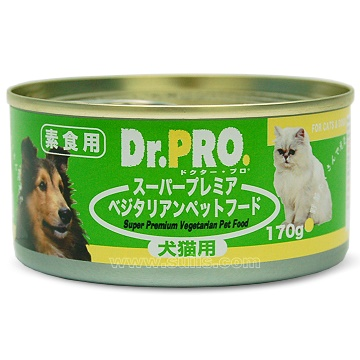 素食用
Dr.PRO.
ドクター・プロ
スーパープレミア
ベジタリアンペットフード
Super Premium Vegetarian Pet Food
犬猫用
170g